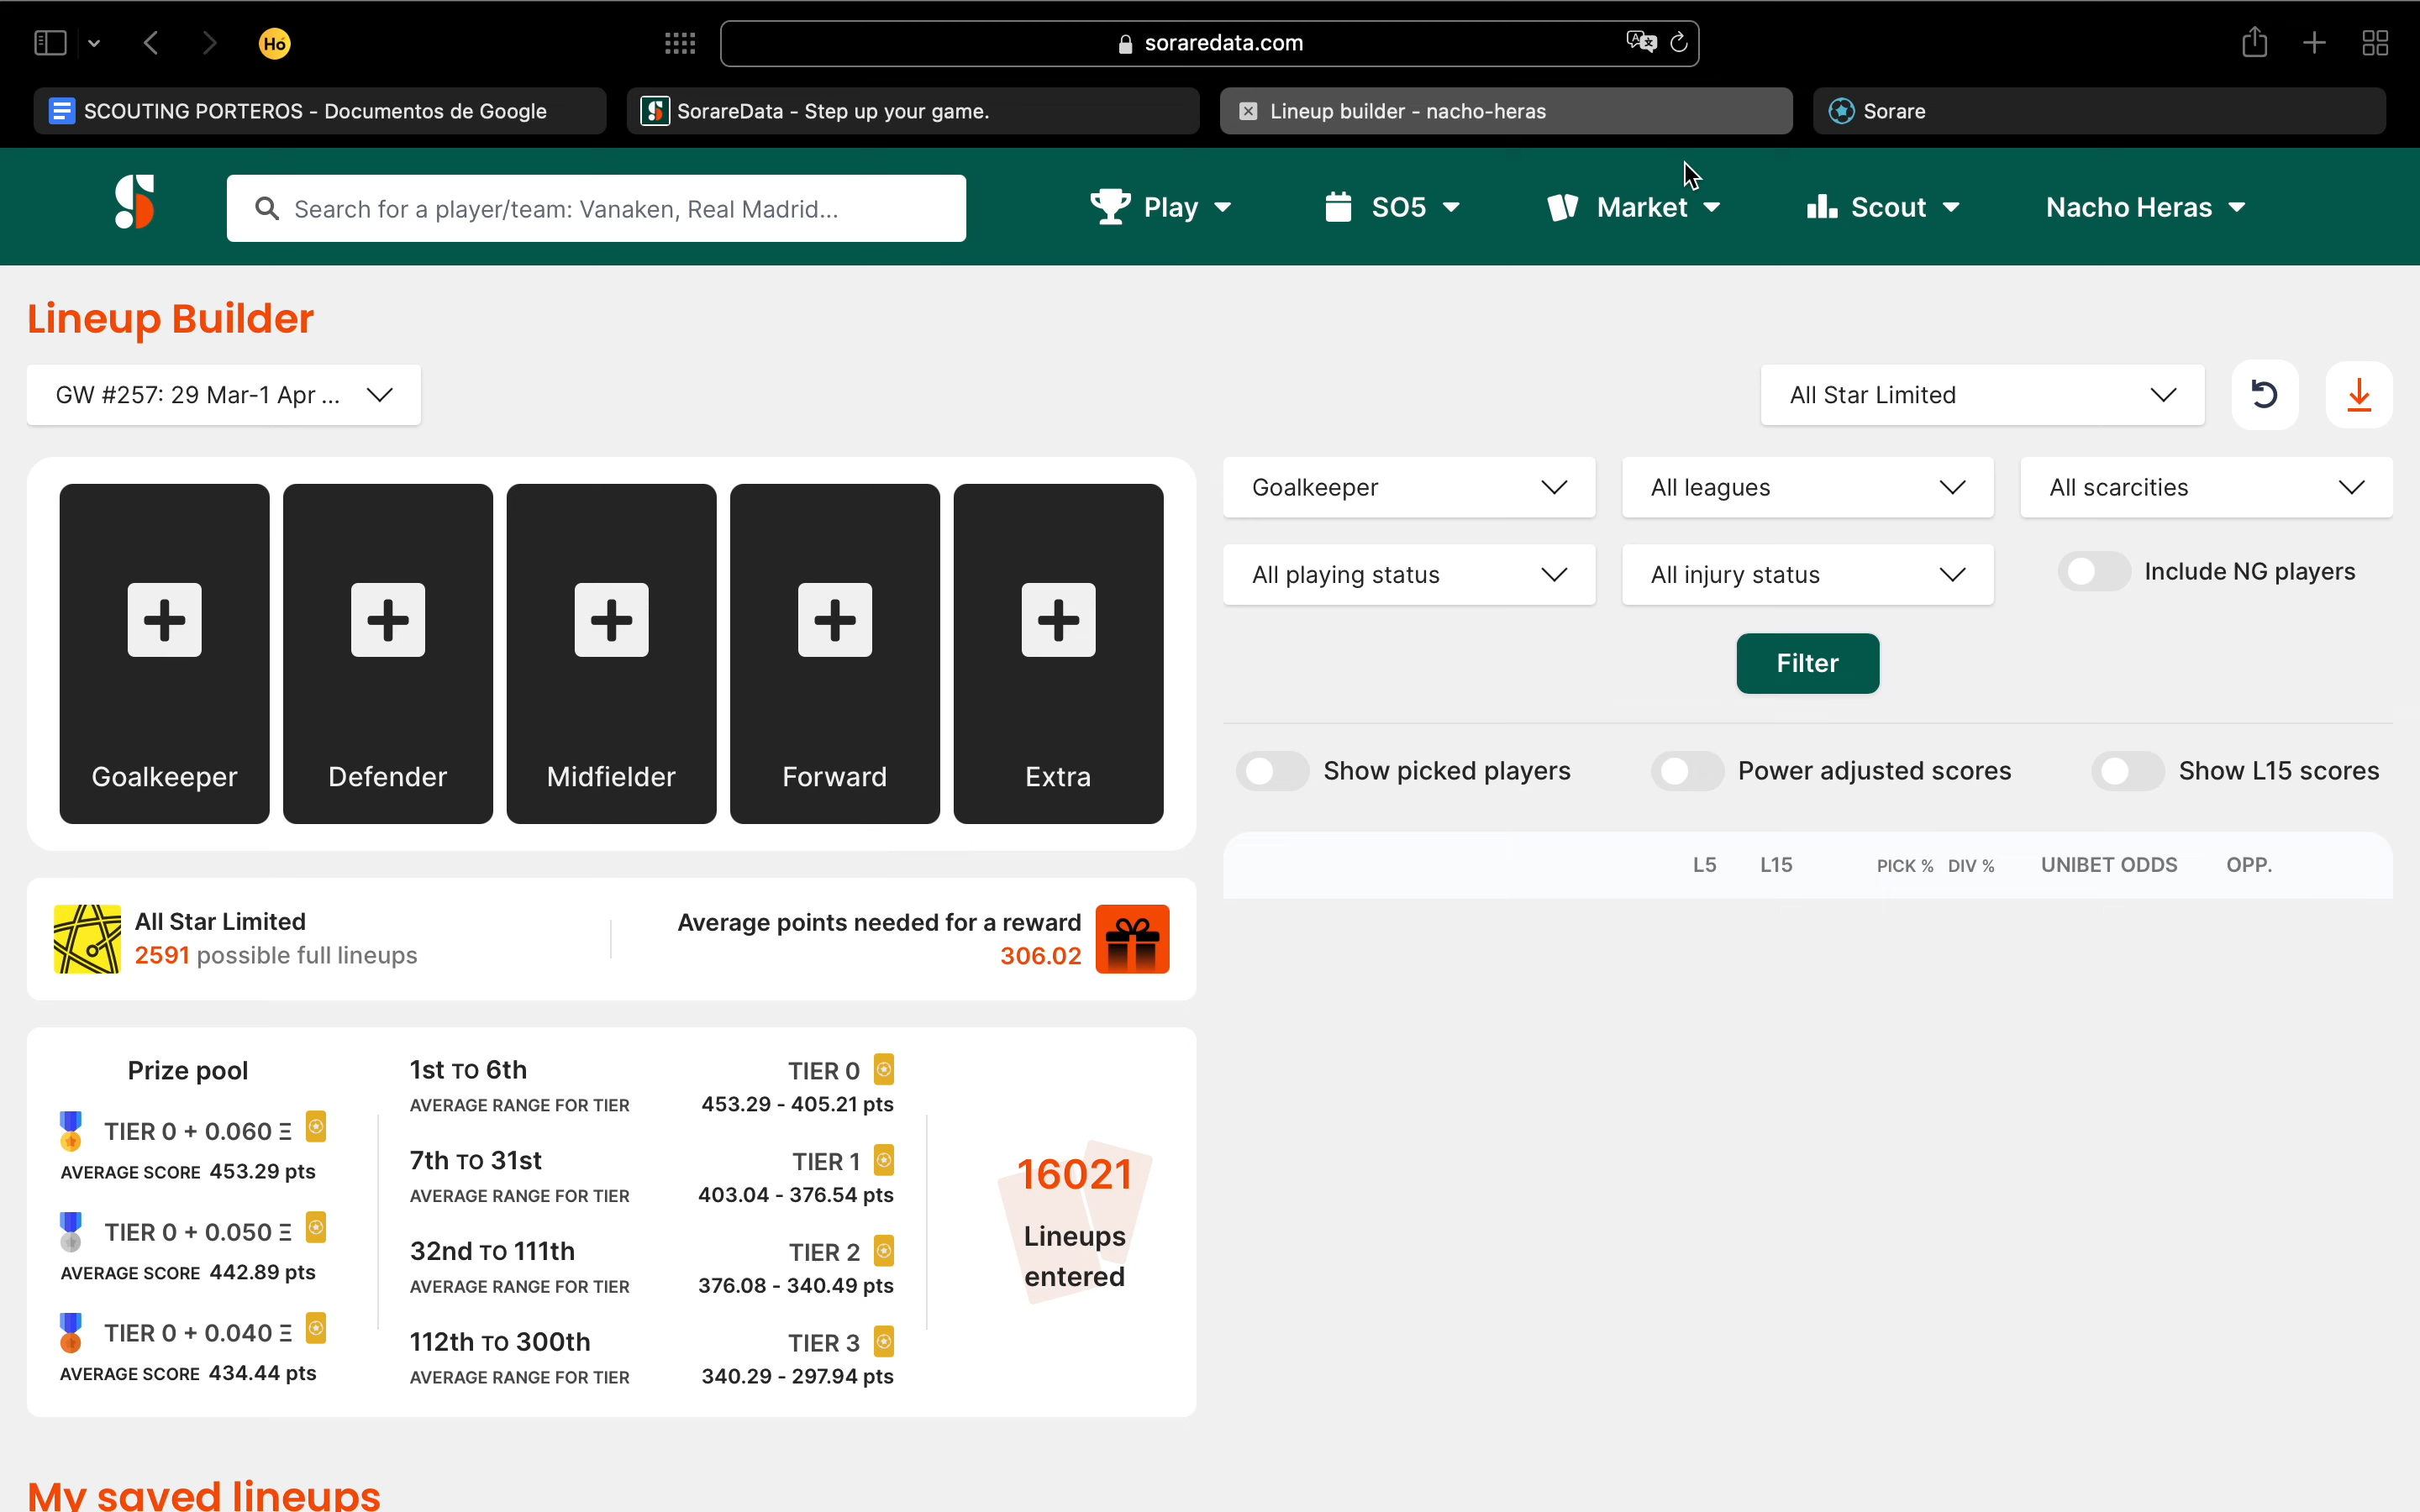 Hó
soraredata.com
SCOUTING PORTEROS - Documentos de Google
SorareData - Step up your game.
Lineup builder - nacho-heras
Sorare
Search for a player/team: Vanaken, Real Madrid...
Play
SO5
Market
Scout
Nacho Heras
Lineup Builder
GW #257: 29 Mar-1 Apr ...
All Star Limited
Goalkeeper
Defender
Midfielder
Forward
Extra
Goalkeeper
All leagues
All scarcities
All playing status
All injury status
Include NG players
Filter
Show picked players
Power adjusted scores
Show L15 scores
L5
L15
PICK %
DIV %
UNIBET ODDS
OPP.
All Star Limited
2591 possible full lineups
Average points needed for a reward
306.02
Prize pool
TIER 0 + 0.060 Ξ
AVERAGE SCORE 453.29 pts
TIER 0 + 0.050 Ξ
AVERAGE SCORE 442.89 pts
TIER 0 + 0.040 Ξ
AVERAGE SCORE 434.44 pts
1st TO 6th
TIER 0
AVERAGE RANGE FOR TIER
453.29 - 405.21 pts
7th TO 31st
TIER 1
AVERAGE RANGE FOR TIER
403.04 - 376.54 pts
32nd TO 111th
TIER 2
AVERAGE RANGE FOR TIER
376.08 - 340.49 pts
112th TO 300th
TIER 3
AVERAGE RANGE FOR TIER
340.29 - 297.94 pts
16021
Lineups
entered
My saved lineups